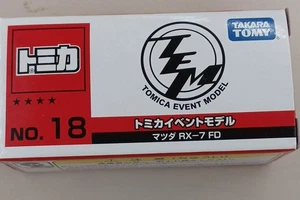 トミカ
TEM
TOMICA EVENT MODEL
TAKARA
TOMY
★★★★
NO. 18
トミカイベントモデル
マツダ RX-7 FD